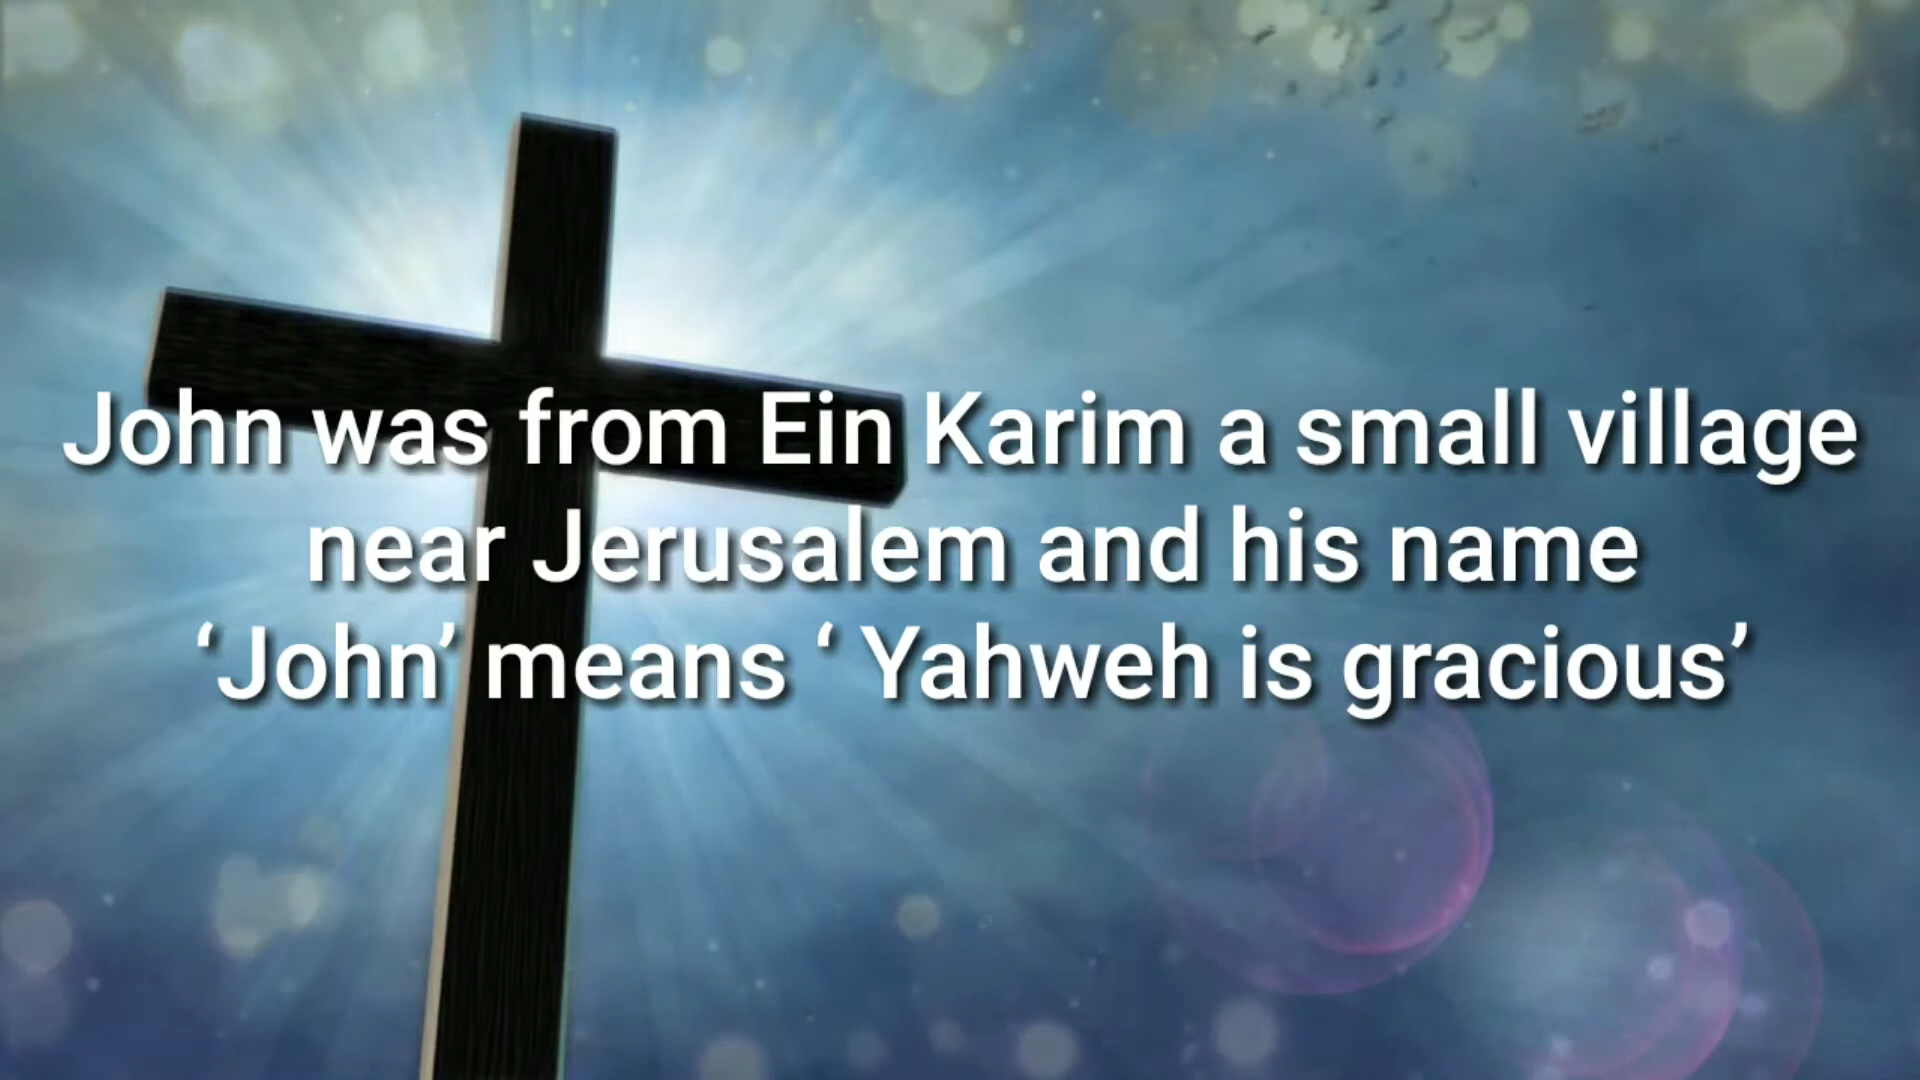 John was from Ein Karim a small village
near Jerusalem and his name
‘John’ means ‘ Yahweh is gracious’